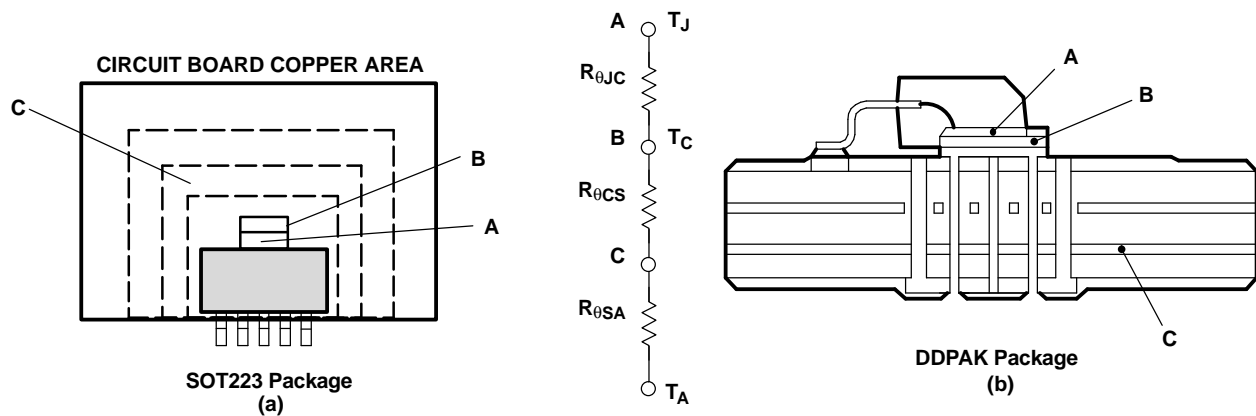 CIRCUIT BOARD COPPER AREA
C
B
A
SOT223 Package
(a)
A
TJ
RθJC
B
TC
RθCS
C
RθSA
TA
A
B
C
DDPAK Package
(b)